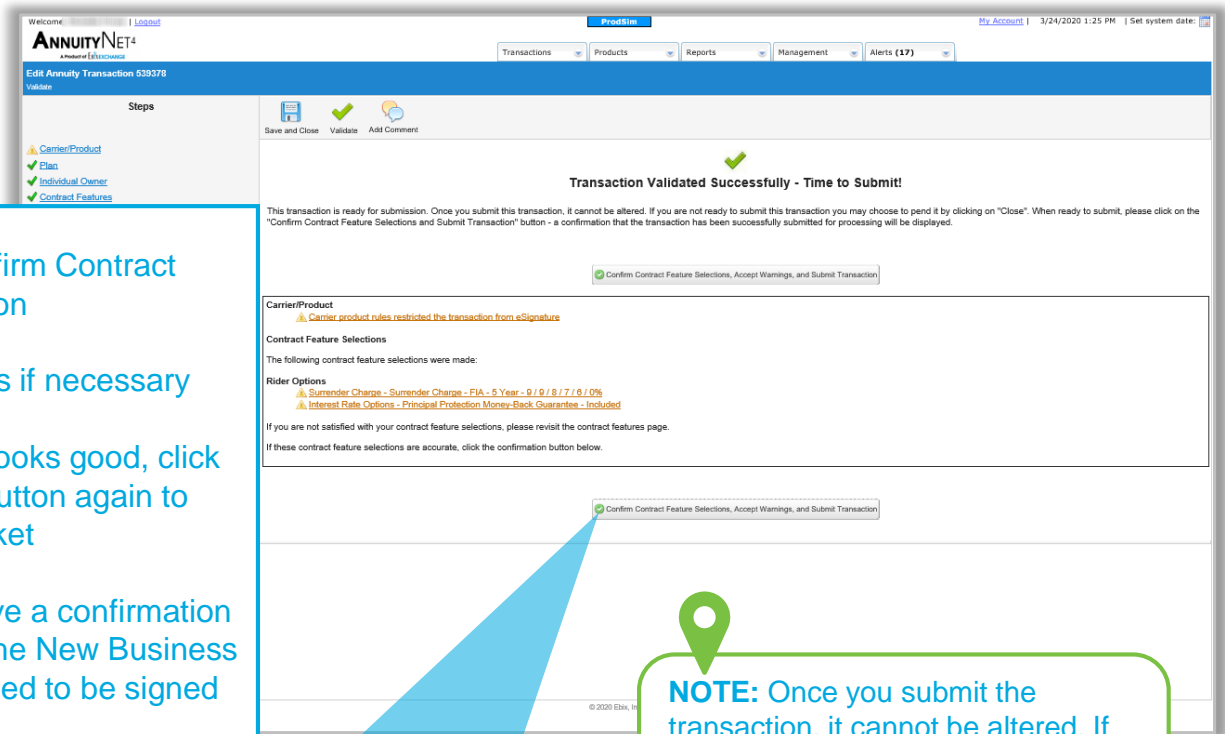 Welcome | Logout
ProdSim
My Account | 3/24/2020 1:25 PM | Set system date:
ANNUITYNET4
A Product of EBIX EXCHANGE
Transactions Products Reports Management Alerts (17)
Edit Annuity Transaction 539378
Validate
Steps
Carrier/Product
Plan
Individual Owner
Contract Features
Save and Close Validate Add Comment
Transaction Validated Successfully - Time to Submit!
This transaction is ready for submission. Once you submit this transaction, it cannot be altered. If you are not ready to submit this transaction you may choose to pend it by clicking on "Close". When ready to submit, please click on the
"Confirm Contract Feature Selections and Submit Transaction" button - a confirmation that the transaction has been successfully submitted for processing will be displayed.
Confirm Contract Feature Selections, Accept Warnings, and Submit Transaction
Carrier/Product
Carrier product rules restricted the transaction from eSignature
Contract Feature Selections
The following contract feature selections were made:
Rider Options
Surrender Charge - Surrender Charge - FIA - 5 Year - 9 / 9 / 8 / 7 / 6 / 0%
Interest Rate Options - Principal Protection Money-Back Guarantee - Included
If you are not satisfied with your contract feature selections, please revisit the contract features page.
If these contract feature selections are accurate, click the confirmation button below.
Confirm Contract Feature Selections, Accept Warnings, and Submit Transaction
firm Contract
on
s if necessary
ooks good, click
utton again to
ket
ve a confirmation
he New Business
ed to be signed
© 2020 Ebix, In
NOTE: Once you submit the
transaction, it cannot be altered. If